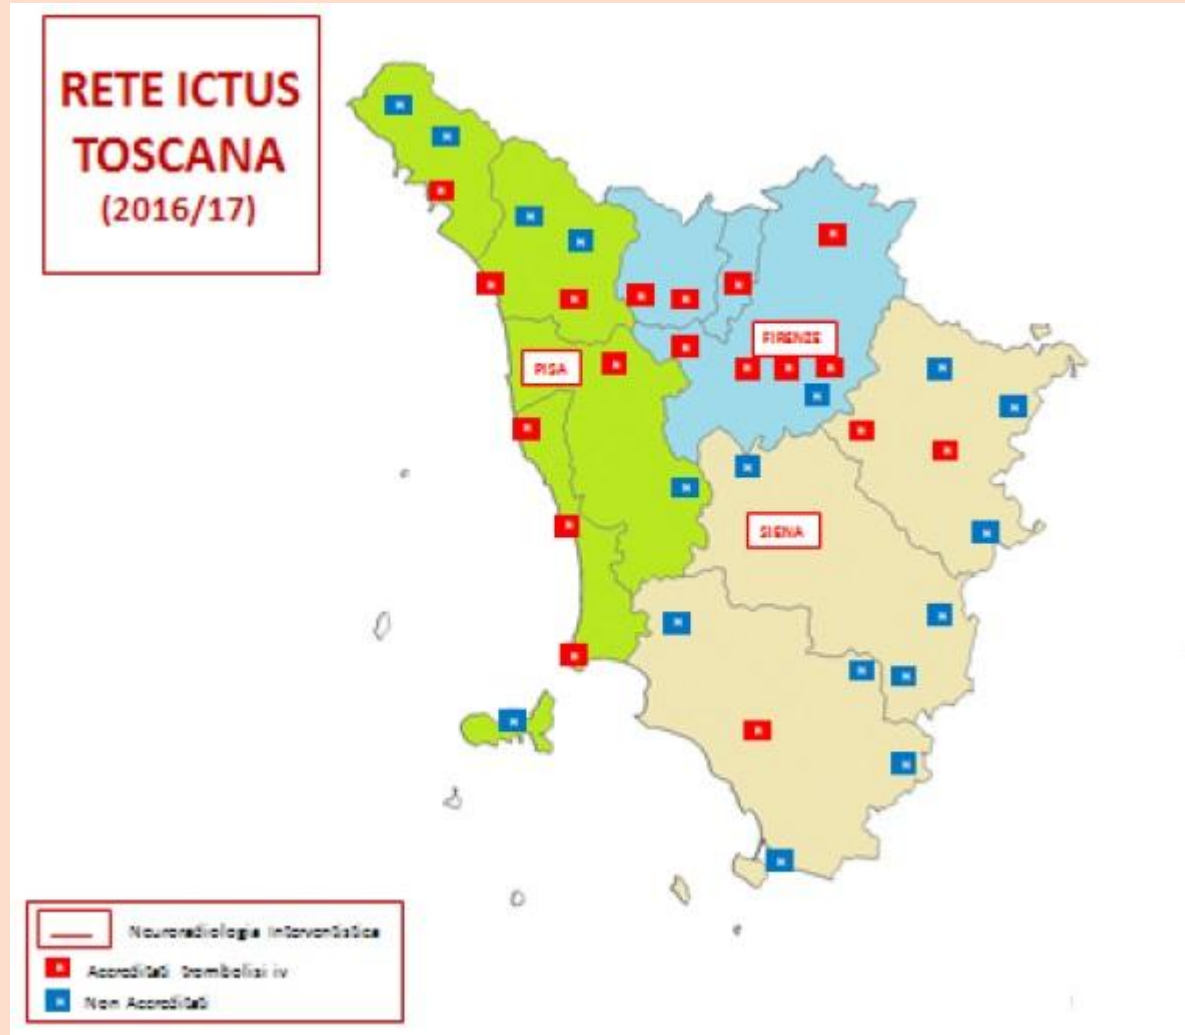 RETE ICTUS
TOSCANA
(2016/17)
FIRENZE
PISA
SIENA
Neuroradiologia Interventistica
Accreditati trombolisi iv
Non Accreditati